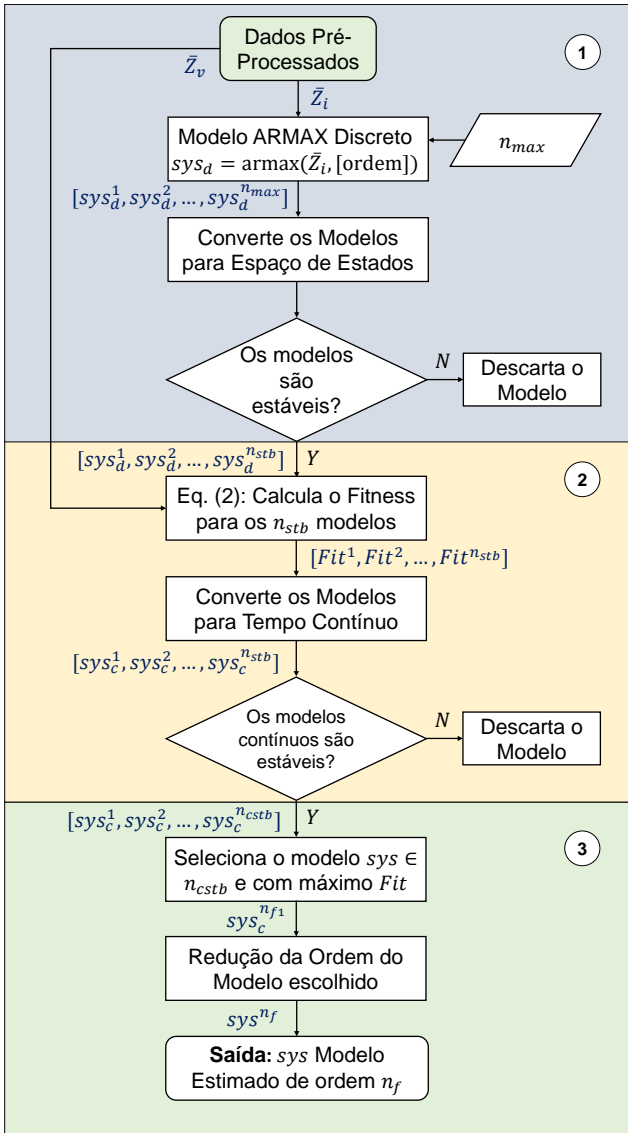 Dados Pré-
Processados
1
Z̄_v
Z̄_i
Modelo ARMAX Discreto
sys_d = armax(Z̄_i, [ordem])
n_max
[sys_d^1, sys_d^2, …, sys_d^{n_max}]
Converte os Modelos
para Espaço de Estados
Os modelos
são
estáveis?
N
Descarta o
Modelo
[sys_d^1, sys_d^2, …, sys_d^{n_stb}]
Y
2
Eq. (2): Calcula o Fitness
para os n_stb modelos
[Fit^1, Fit^2, …, Fit^{n_stb}]
Converte os Modelos
para Tempo Contínuo
[sys_c^1, sys_c^2, …, sys_c^{n_stb}]
Os modelos
contínuos são
estáveis?
N
Descarta o
Modelo
[sys_c^1, sys_c^2, …, sys_c^{n_cstb}]
Y
3
Seleciona o modelo sys ∈
n_cstb e com máximo Fit
sys_c^{n_f1}
Redução da Ordem do
Modelo escolhido
sys^{n_f}
Saída: sys Modelo
Estimado de ordem n_f